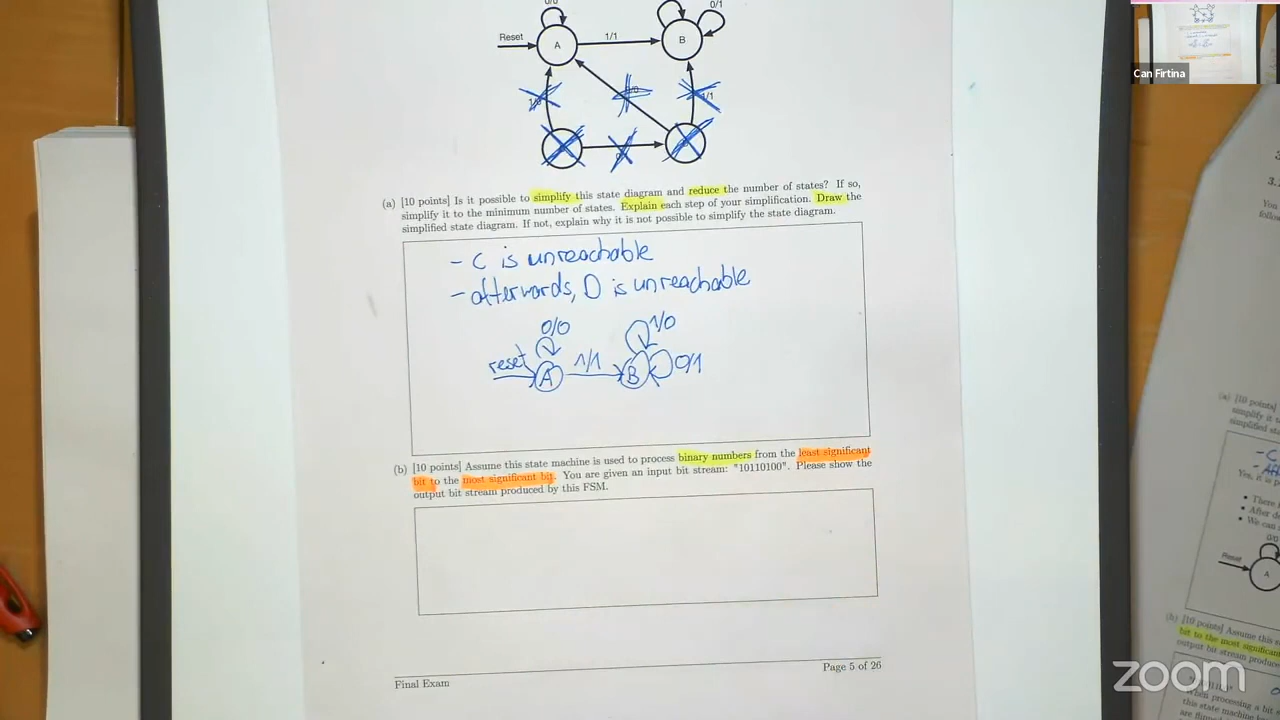 0/0
0/1
Reset
A
1/1
B
(a) [10 points] Is it possible to simplify this state diagram and reduce the number of states? If so,
simplify it to the minimum number of states. Explain each step of your simplification. Draw the
simplified state diagram. If not, explain why it is not possible to simplify the state diagram.
- C is unreachable
- afterwards, D is unreachable
0/0
1/0
reset
A
1/1
B
0/1
(b) [10 points] Assume this state machine is used to process binary numbers from the least significant
bit to the most significant bit. You are given an input bit stream: "10110100". Please show the
output bit stream produced by this FSM.
Final Exam
Page 5 of 26
Can Firtina
zoom